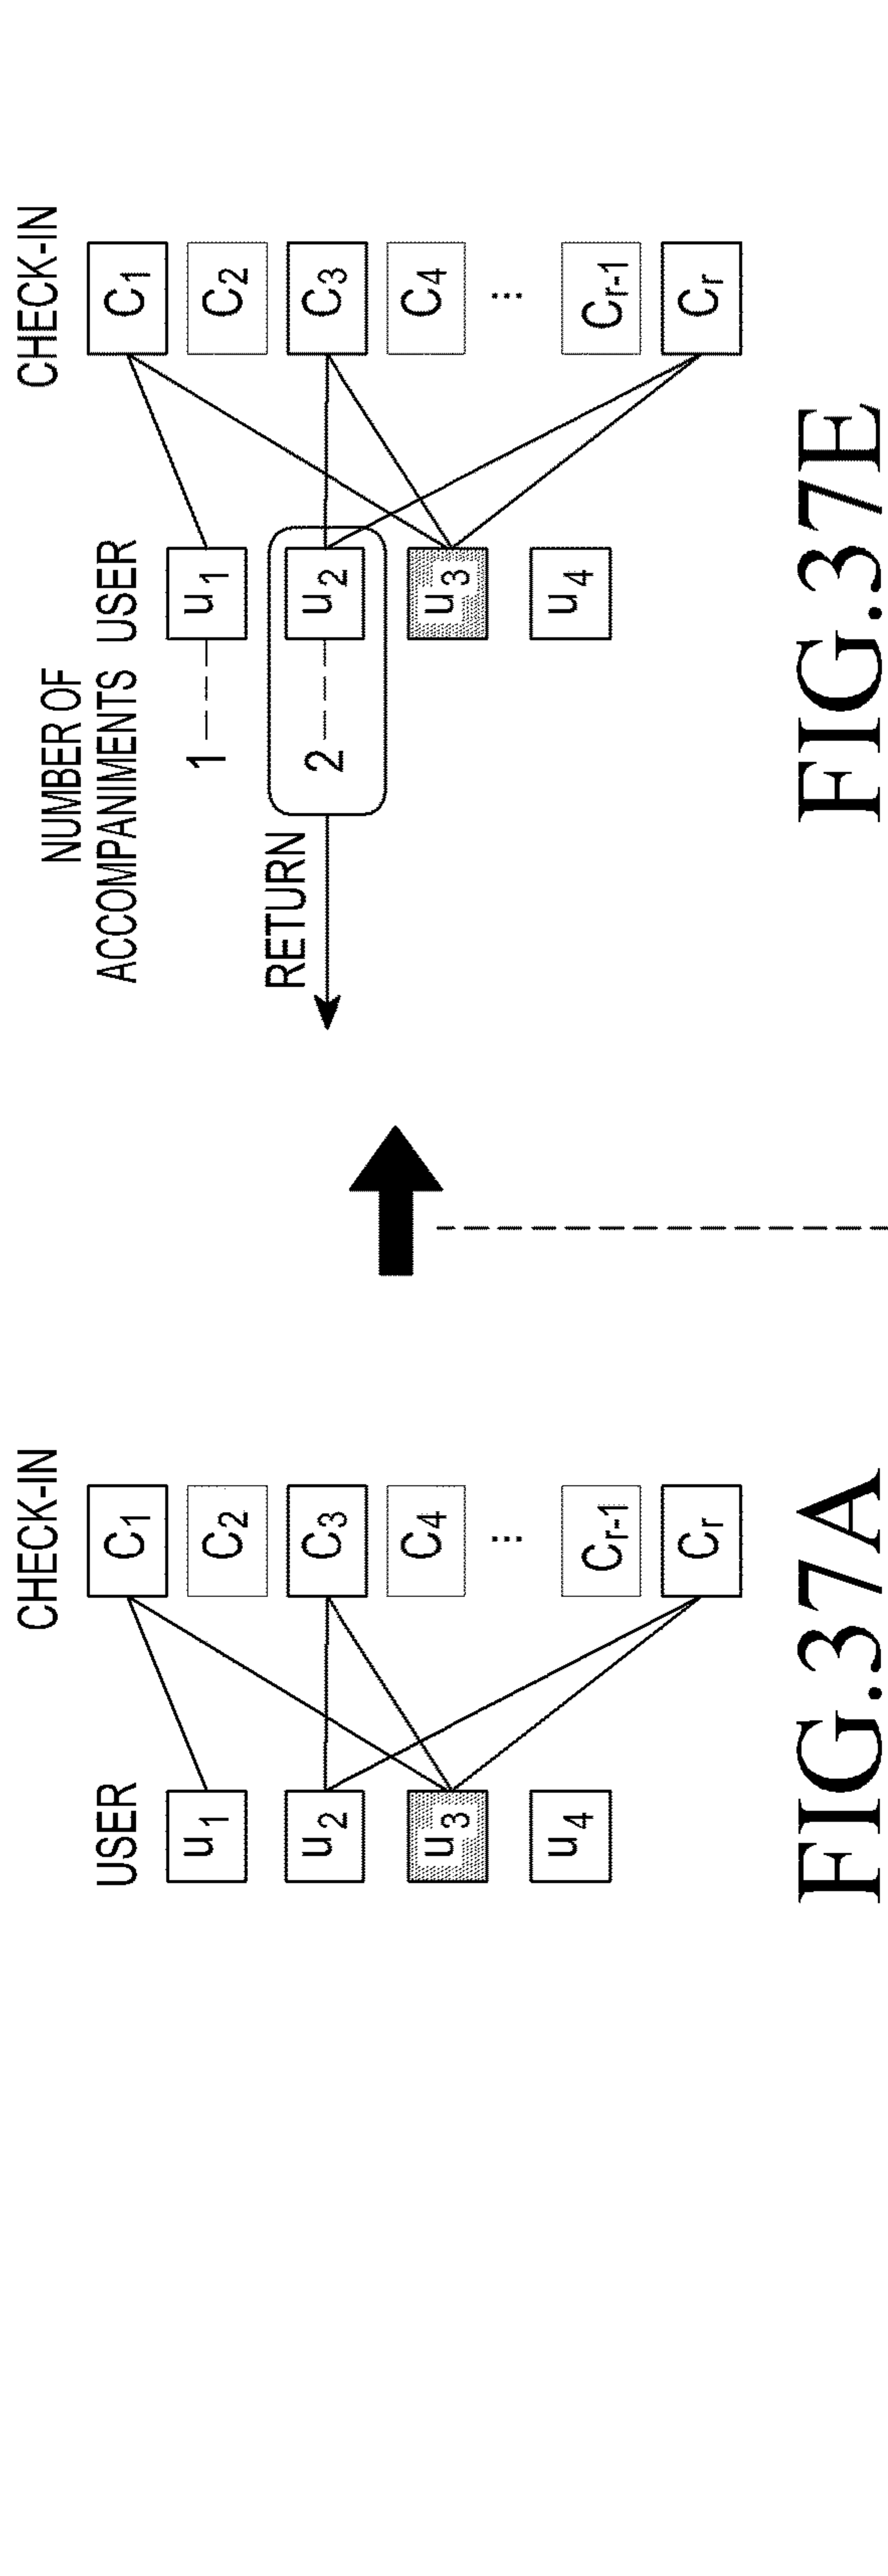 USER
CHECK-IN
u1
C1
C2
u2
C3
u3
C4
u4
⋮
Cr-1
Cr
FIG.37A
NUMBER OF
ACCOMPANIMENTS
USER
CHECK-IN
1
u1
C1
C2
RETURN
2
u2
C3
u3
C4
u4
⋮
Cr-1
Cr
FIG.37E